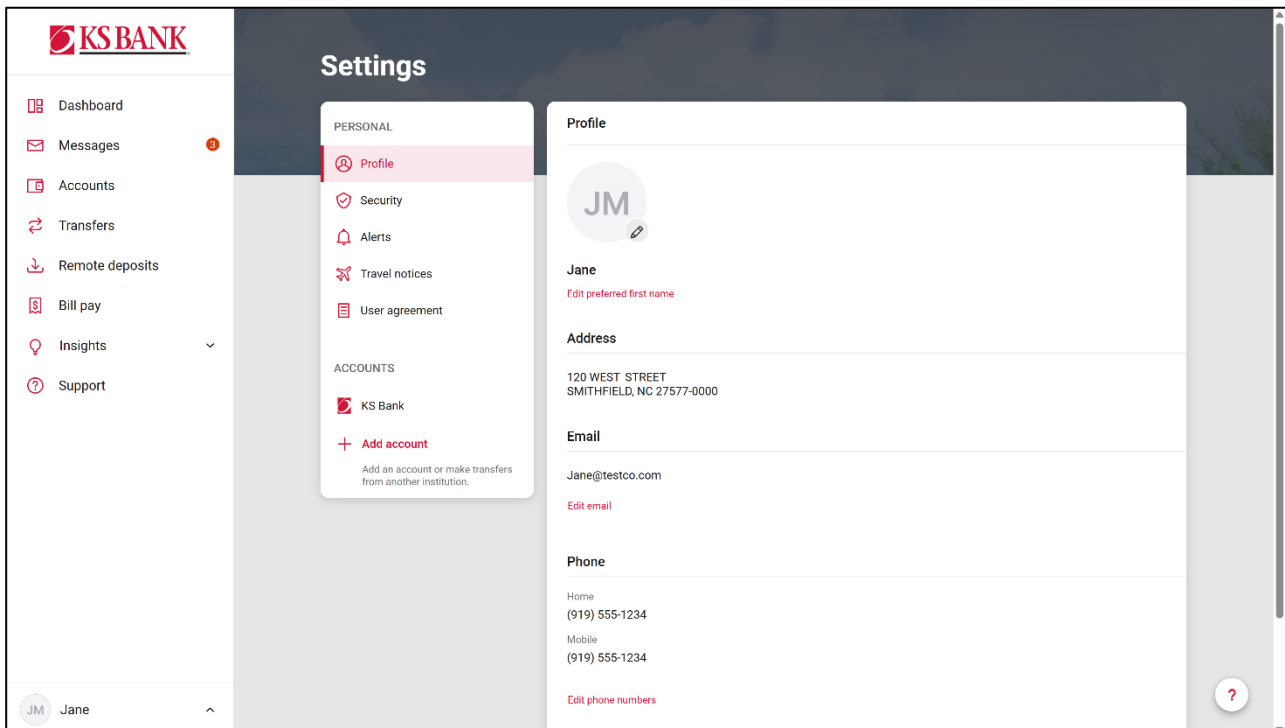 KS BANK
Dashboard
Messages
3
Accounts
Transfers
Remote deposits
Bill pay
Insights
Support
JM
Jane
Settings
PERSONAL
Profile
Security
Alerts
Travel notices
User agreement
ACCOUNTS
KS Bank
Add account
Add an account or make transfers
from another institution.
Profile
JM
Jane
Edit preferred first name
Address
120 WEST STREET
SMITHFIELD, NC 27577-0000
Email
Jane@testco.com
Edit email
Phone
Home
(919) 555-1234
Mobile
(919) 555-1234
Edit phone numbers
?